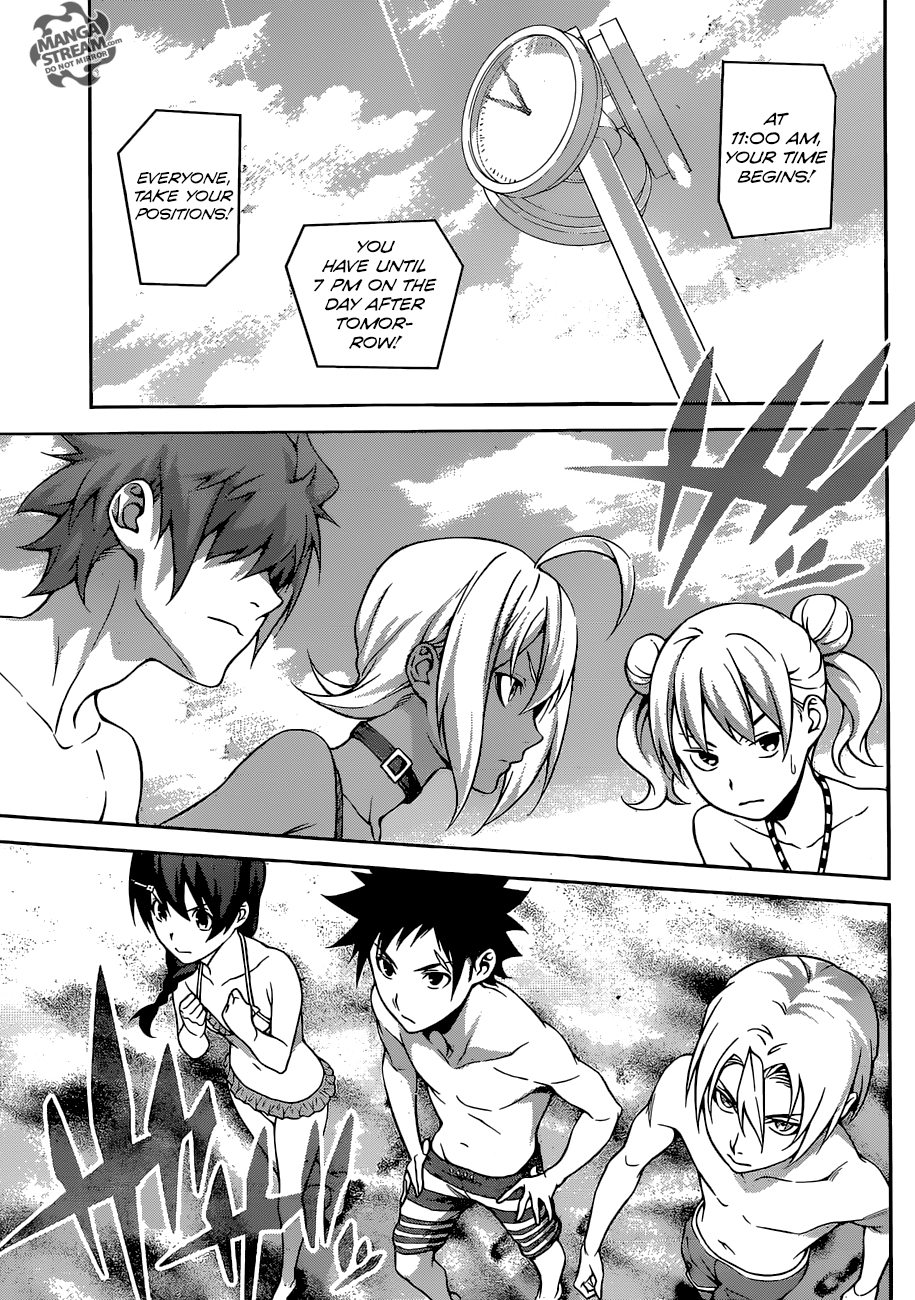 MANGA
STREAM.com
DO NOT MIRROR
AT
11:00 AM,
YOUR TIME
BEGINS!
YOU
HAVE UNTIL
7 PM ON THE
DAY AFTER
TOMOR-
ROW!
EVERYONE,
TAKE YOUR
POSITIONS!